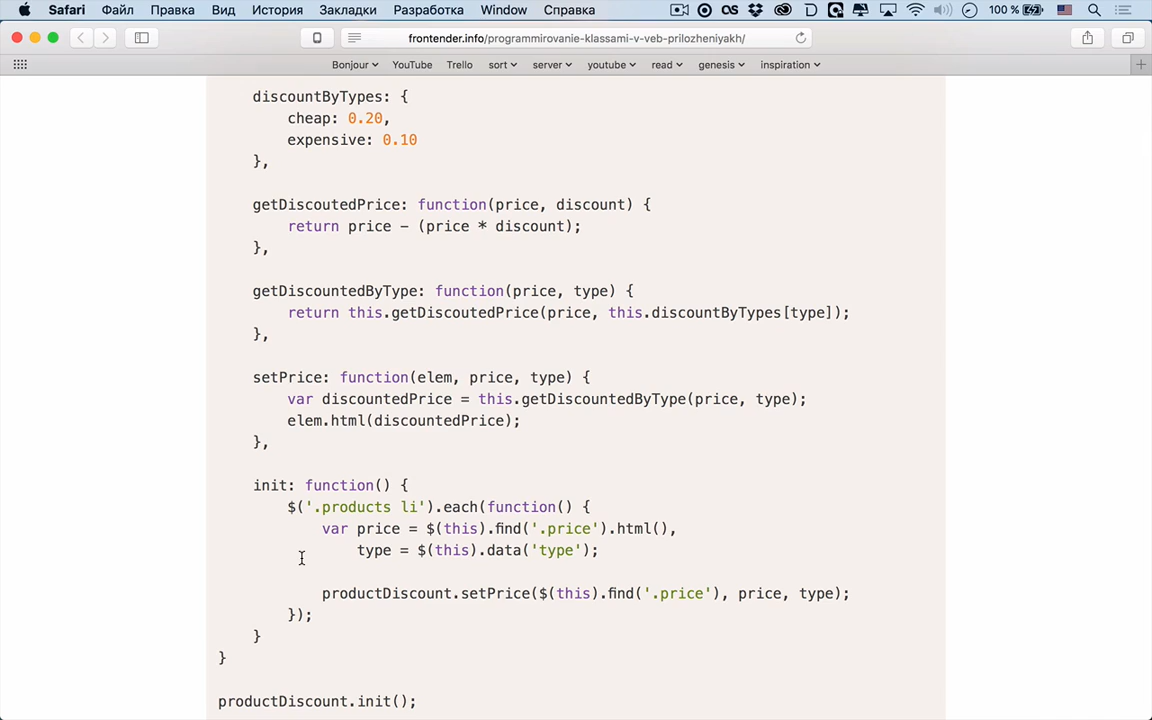 Safari Файл Правка Вид История Закладки Разработка Window Справка 100 %
frontender.info/programmirovanie-klassami-v-veb-prilozheniyakh/
Bonjour YouTube Trello sort server youtube read genesis inspiration
discountByTypes: {
cheap: 0.20,
expensive: 0.10
},
getDiscoutedPrice: function(price, discount) {
return price - (price * discount);
},
getDiscountedByType: function(price, type) {
return this.getDiscoutedPrice(price, this.discountByTypes[type]);
},
setPrice: function(elem, price, type) {
var discountedPrice = this.getDiscountedByType(price, type);
elem.html(discountedPrice);
},
init: function() {
$('.products li').each(function() {
var price = $(this).find('.price').html(),
type = $(this).data('type');
productDiscount.setPrice($(this).find('.price'), price, type);
});
}
}
productDiscount.init();